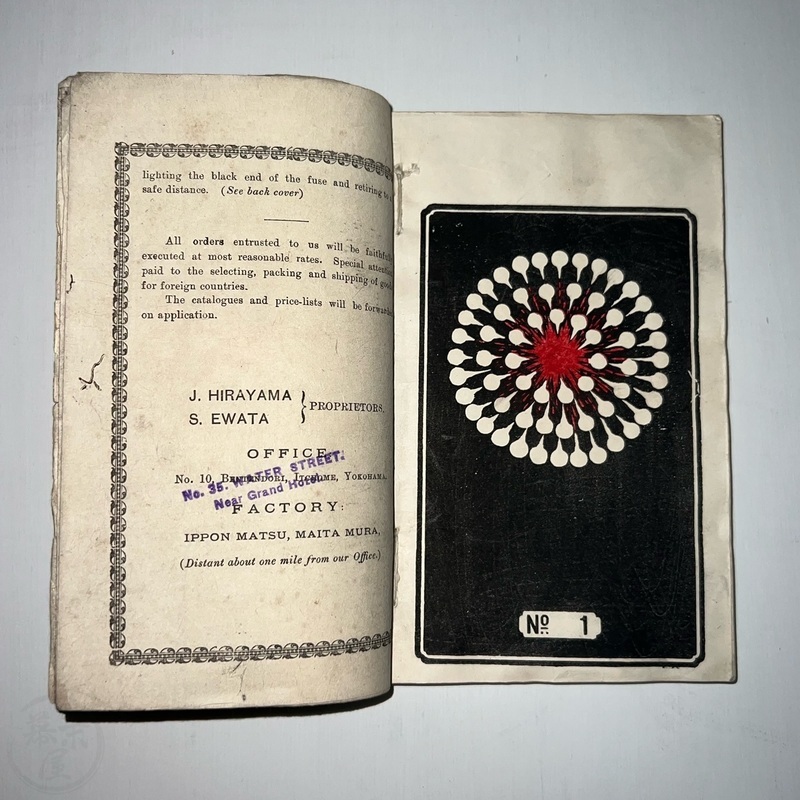 lighting the black end of the fuse and retiring to
safe distance. (See back cover)
All orders entrusted to us will be faithfully
executed at most reasonable rates. Special attention
paid to the selecting, packing and shipping of goods
for foreign countries.
The catalogues and price-lists will be forwarded
on application.
J. HIRAYAMA
S. EWATA
} PROPRIETORS.
OFFICE
No. 10, BENTENDORI, ITCHOME, YOKOHAMA.
No. 35. WATER STREET.
Near Grand Hotel.
FACTORY:
IPPON MATSU, MAITA MURA,
(Distant about one mile from our Office.)
No 1